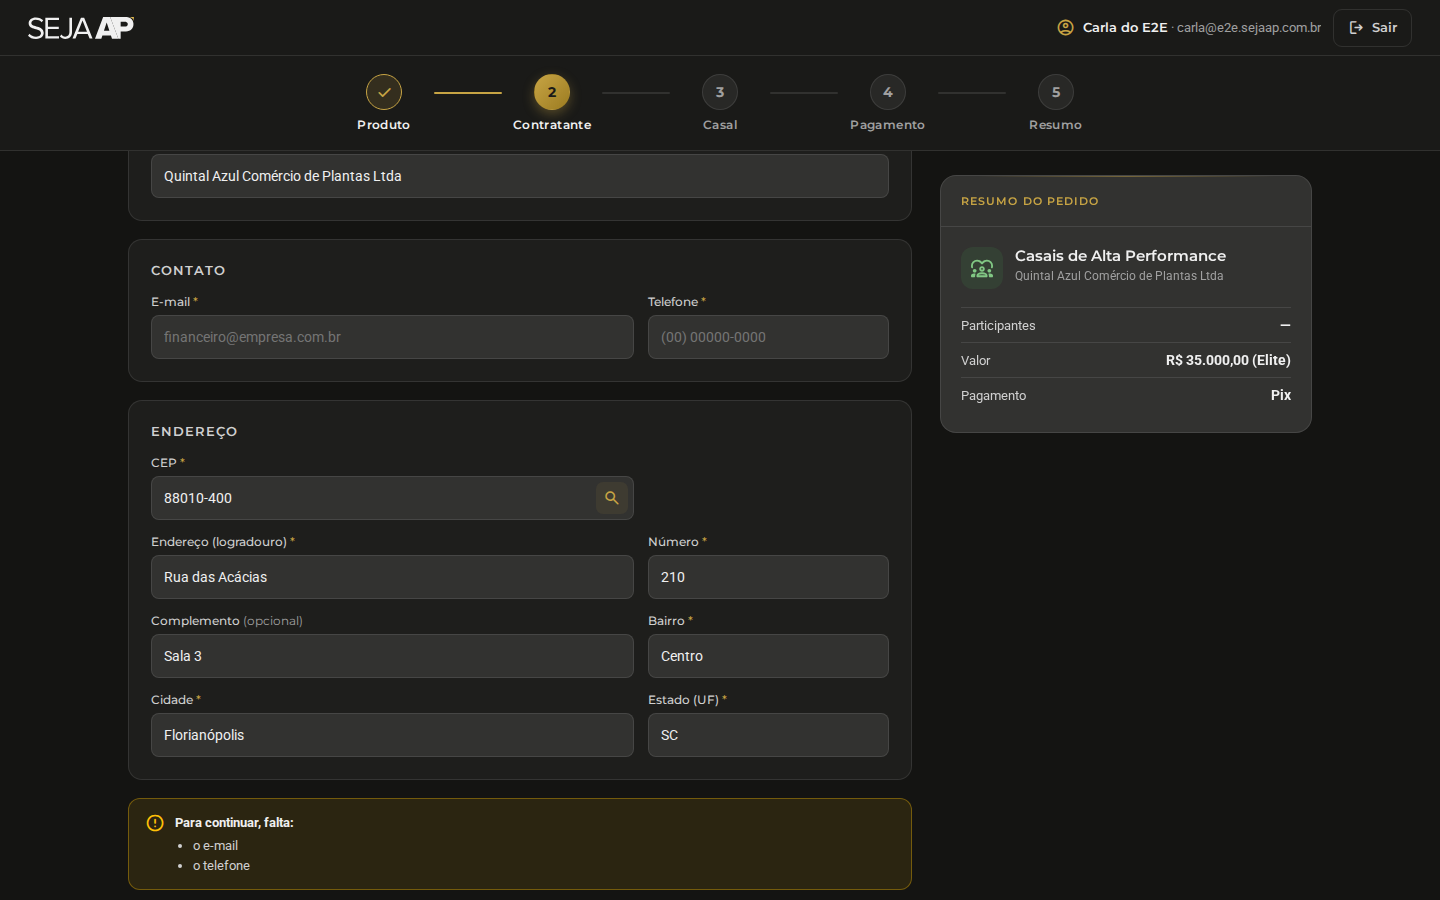 SEJA AP
Carla do E2E · carla@e2e.sejaap.com.br
Sair
2
3
4
5
Produto
Contratante
Casal
Pagamento
Resumo
Quintal Azul Comércio de Plantas Ltda
CONTATO
E-mail *
Telefone *
financeiro@empresa.com.br
(00) 00000-0000
ENDEREÇO
CEP *
88010-400
Endereço (logradouro) *
Número *
Rua das Acácias
210
Complemento (opcional)
Bairro *
Sala 3
Centro
Cidade *
Estado (UF) *
Florianópolis
SC
Para continuar, falta:
• o e-mail
• o telefone
RESUMO DO PEDIDO
Casais de Alta Performance
Quintal Azul Comércio de Plantas Ltda
Participantes –
Valor R$ 35.000,00 (Elite)
Pagamento Pix